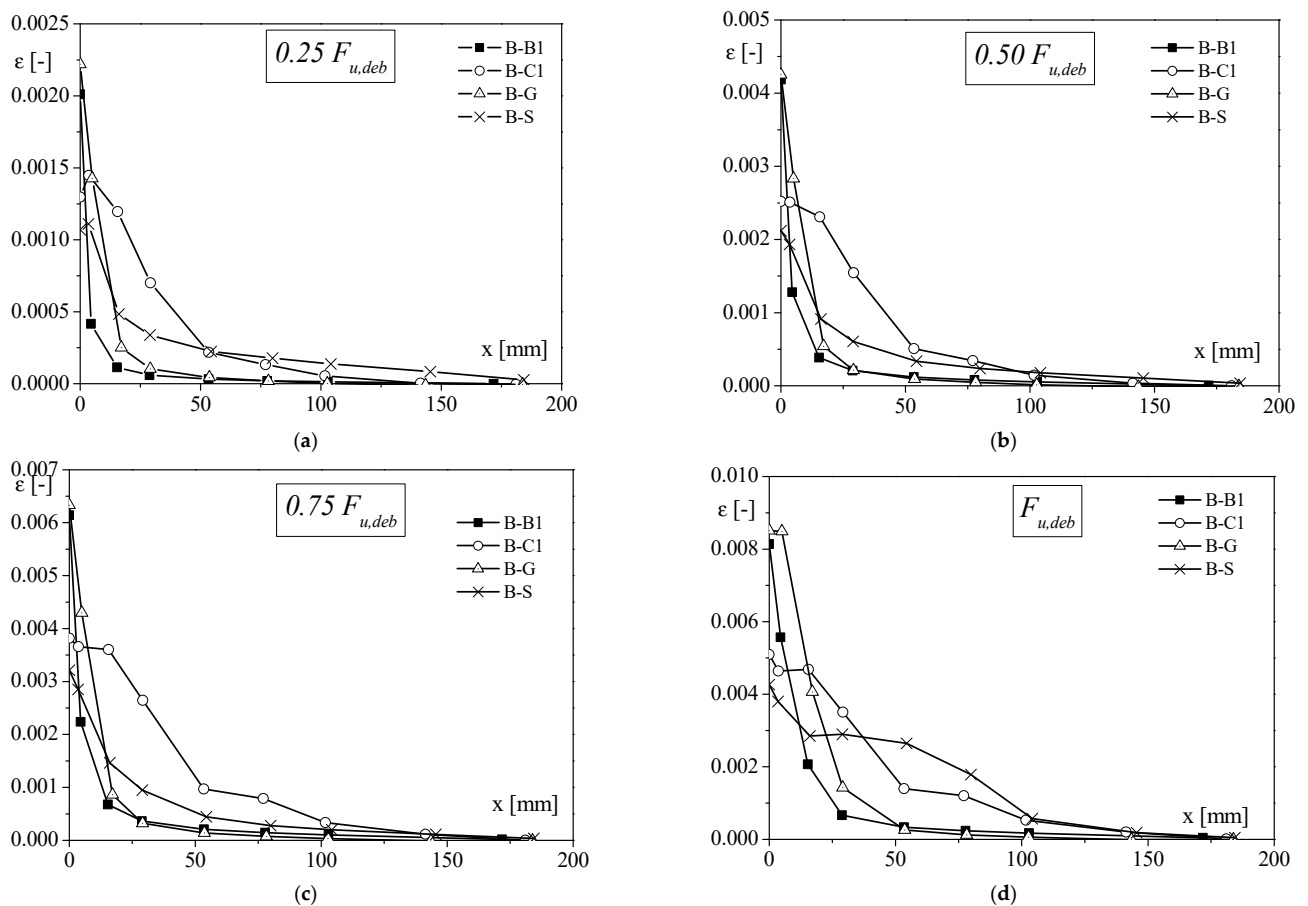 0.0025
ε [-]
0.0020
0.0015
0.0010
0.0005
0.0000
0.25 F u,deb
B-B1
B-C1
B-G
B-S
x [mm]
0 50 100 150 200
(a)
0.005
ε [-]
0.004
0.003
0.002
0.001
0.000
0.50 F u,deb
B-B1
B-C1
B-G
B-S
x [mm]
0 50 100 150 200
(b)
0.007
ε [-]
0.006
0.005
0.004
0.003
0.002
0.001
0.000
0.75 F u,deb
B-B1
B-C1
B-G
B-S
x [mm]
0 50 100 150 200
(c)
0.010
ε [-]
0.008
0.006
0.004
0.002
0.000
F u,deb
B-B1
B-C1
B-G
B-S
x [mm]
0 50 100 150 200
(d)